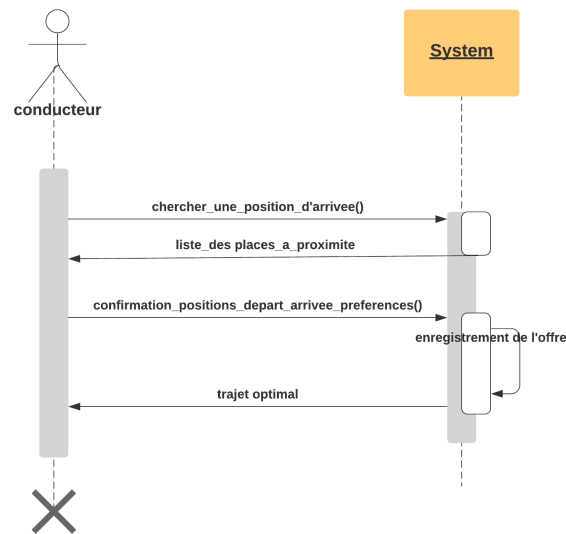 System
conducteur
chercher_une_position_d'arrivee()
liste_des places_a_proximite
confirmation_positions_depart_arrivee_preferences()
enregistrement de l'offre
trajet optimal